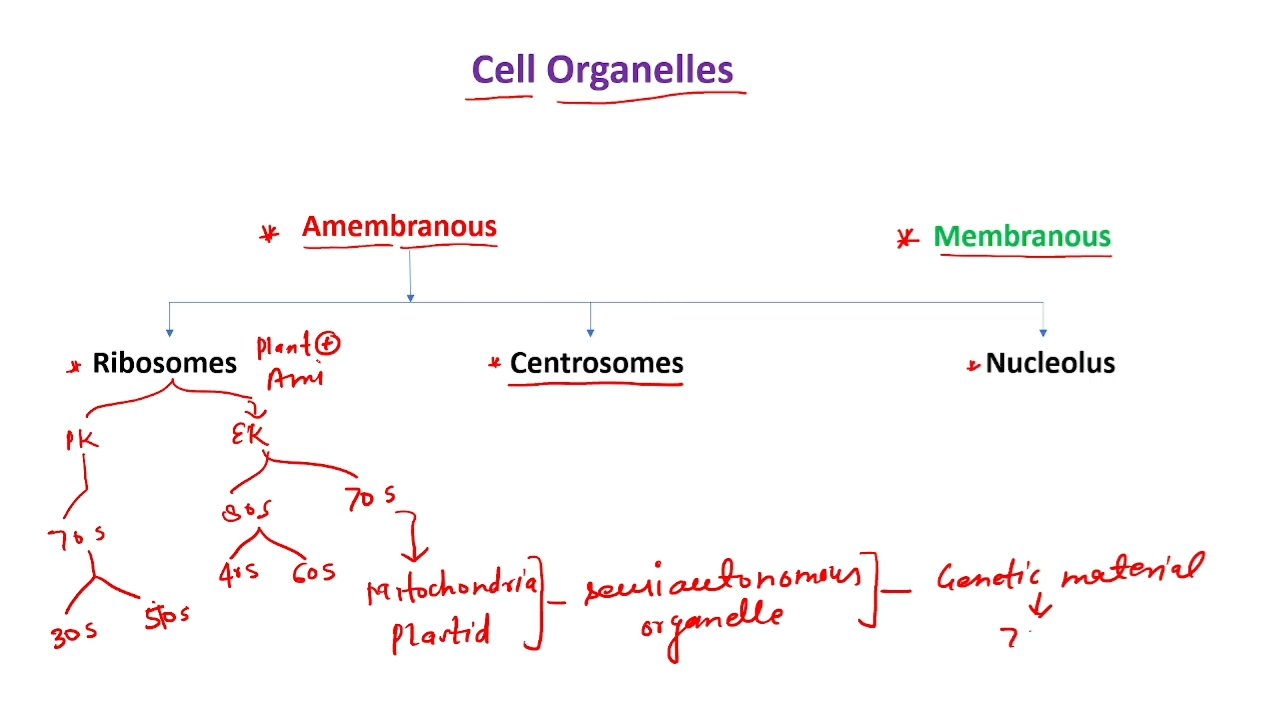 Cell Organelles
* Amembranous
* Membranous
* Ribosomes
Plant +
Ani
* Centrosomes
* Nucleolus
PK
EK
80s
70s
70s
40s
60s
30s
50s
Mitochondria
Plastid
semiautonomous
organelle
Genetic material
7